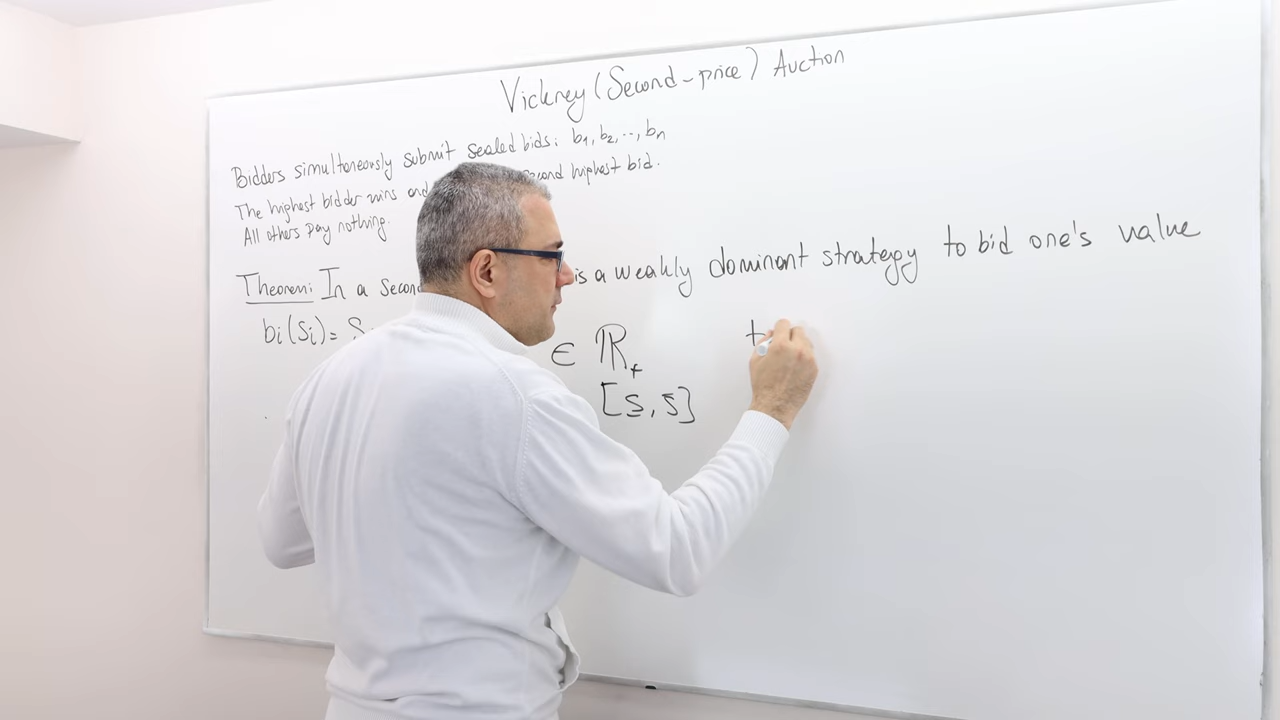 Vickrey (Second-price) Auction
Bidders simultaneously submit sealed bids: b₁, b₂, .., bₙ
The highest bidder wins and second highest bid.
All others pay nothing.
Theorem: In a Secon is a weakly dominant strategy to bid one's value
bi(Si) = S ∈ ℝ₊ t
[s̲, s̄]